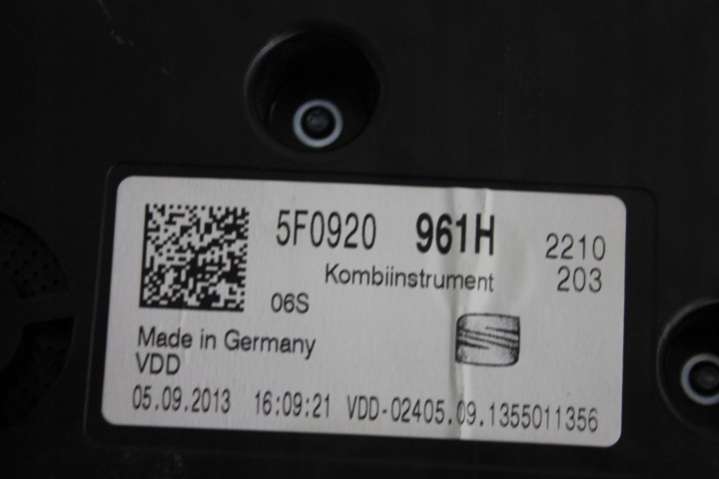 5F0920 961H 2210
Kombiinstrument 203
06S
Made in Germany
VDD
05.09.2013 16:09:21 VDD-02405.09.1355011356